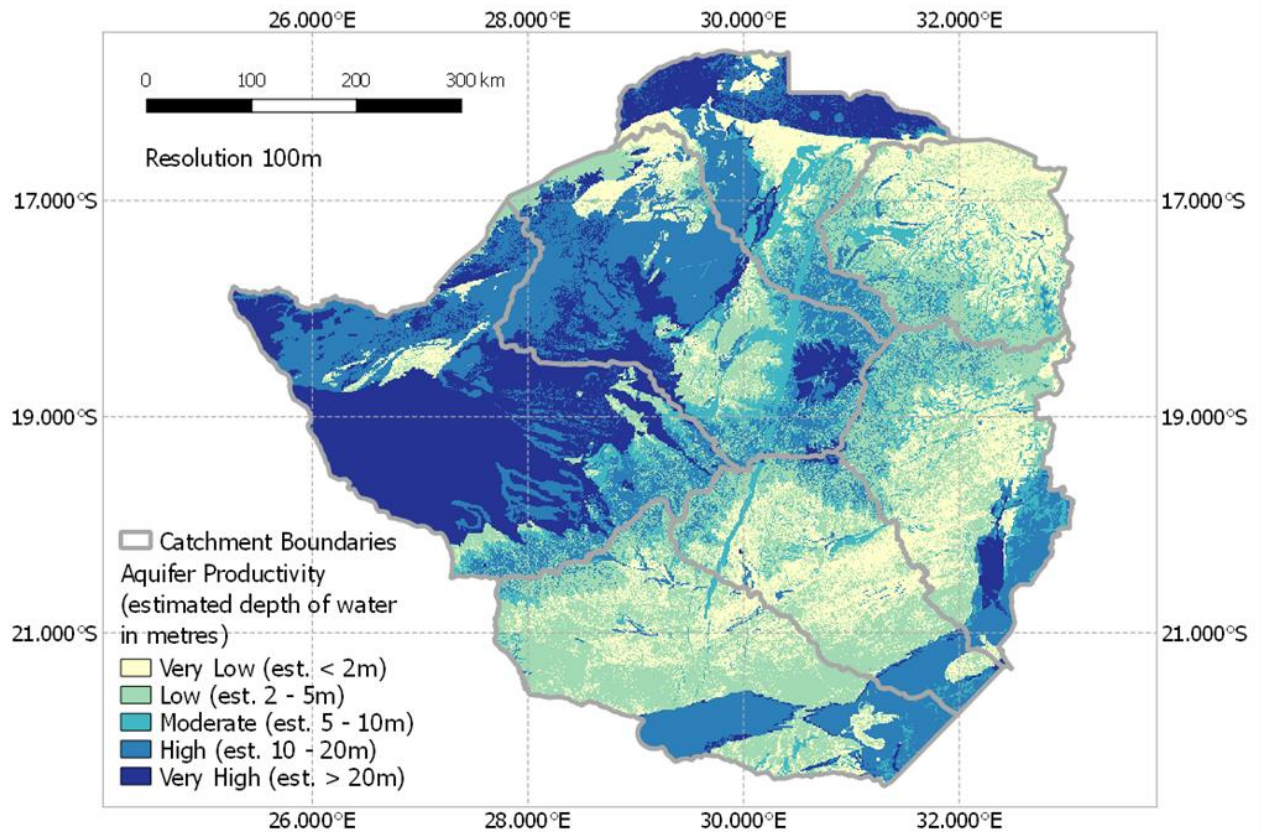 26.000°E 28.000°E 30.000°E 32.000°E
0 100 200 300 km
Resolution 100m
17.000°S 17.000°S
19.000°S 19.000°S
21.000°S 21.000°S
Catchment Boundaries
Aquifer Productivity
(estimated depth of water
in metres)
Very Low (est. < 2m)
Low (est. 2 - 5m)
Moderate (est. 5 - 10m)
High (est. 10 - 20m)
Very High (est. > 20m)
26.000°E 28.000°E 30.000°E 32.000°E